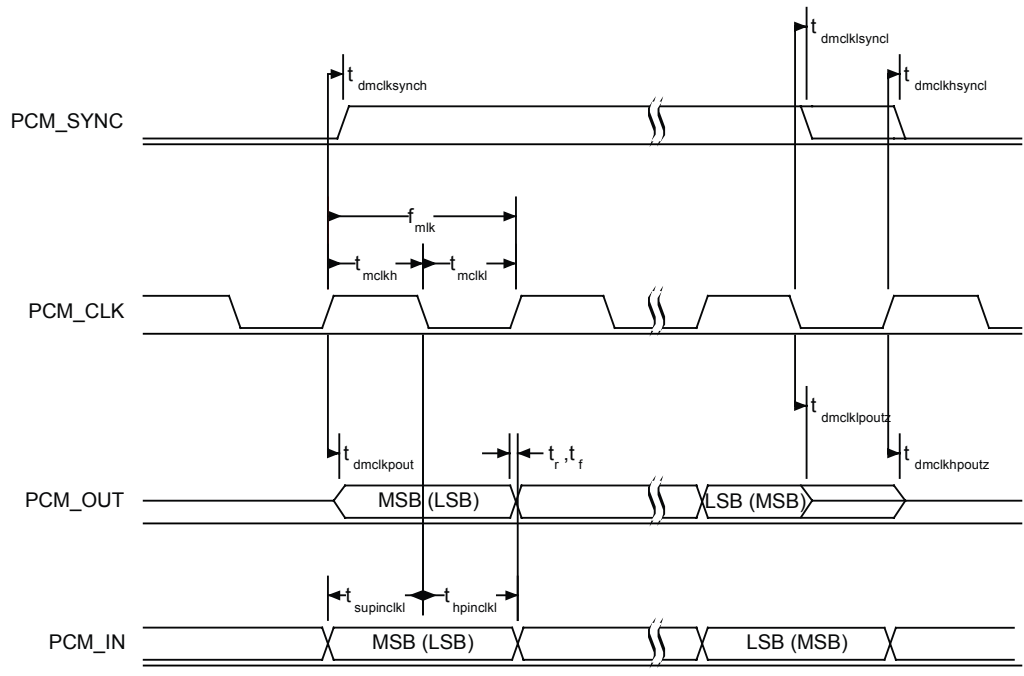 t dmclklsyncl
t dmclksynch
t dmclkhsyncl
PCM_SYNC
f mlk
t mclkh
t mclkl
PCM_CLK
t dmclklpoutz
t dmclkpout
t r ,t f
t dmclkhpoutz
PCM_OUT
MSB (LSB)
LSB (MSB)
t supinclkl
t hpinclkl
PCM_IN
MSB (LSB)
LSB (MSB)